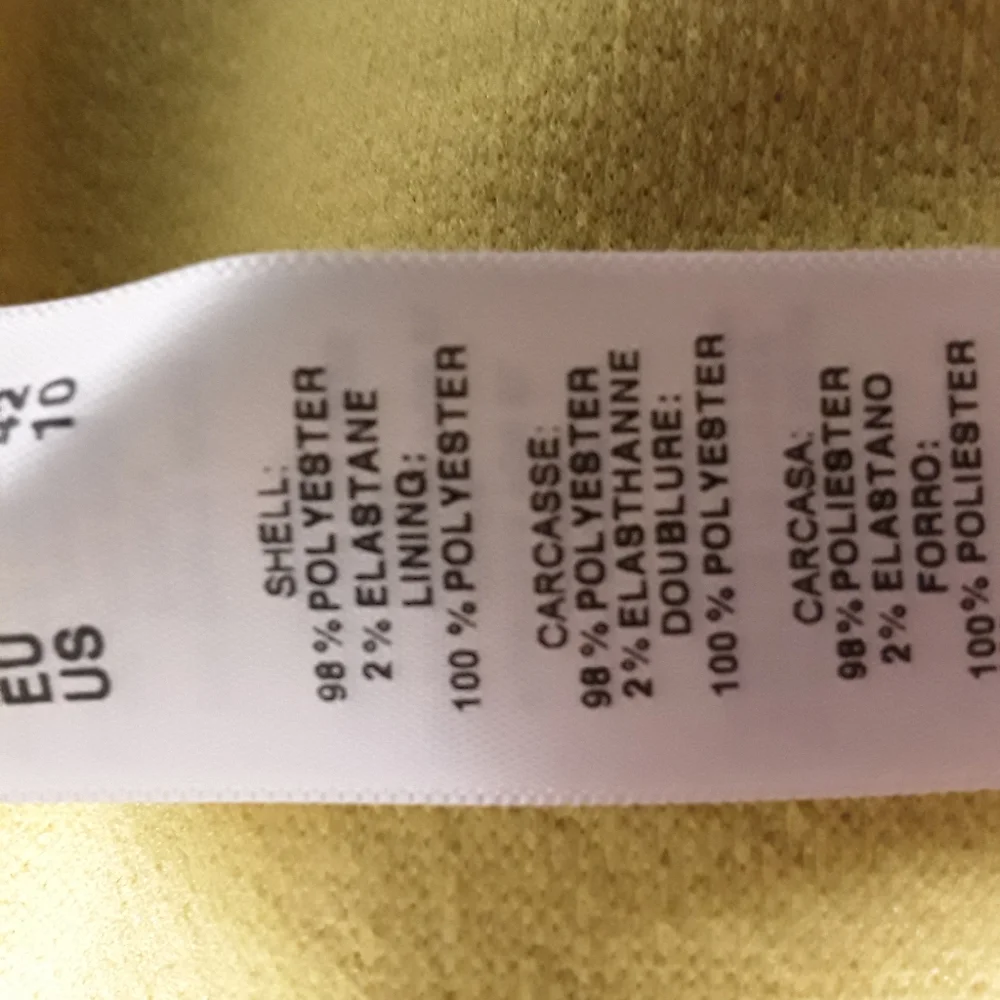 EU 42
US 10
SHELL:
98%POLYESTER
2% ELASTANE
LINING:
100 %POLYESTER
CARCASSE:
98%POLYESTER
2%ELASTHANNE
DOUBLURE:
100%POLYESTER
CARCASA:
98%POLIESTER
2% ELASTANO
FORRO:
100%POLIESTER